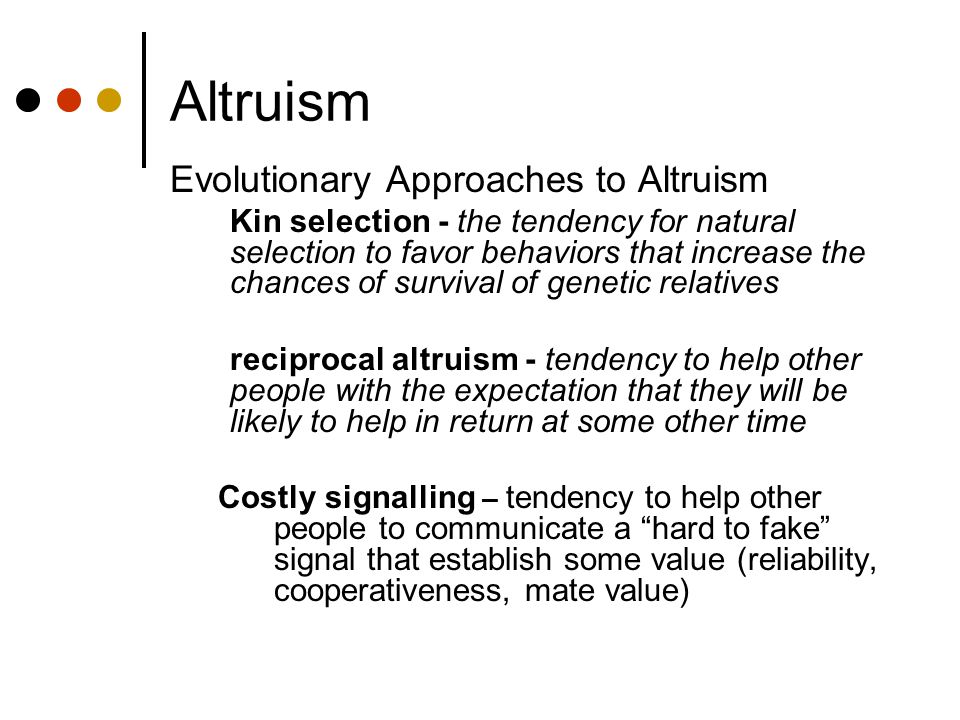 Altruism
Evolutionary Approaches to Altruism
Kin selection - the tendency for natural
selection to favor behaviors that increase the
chances of survival of genetic relatives
reciprocal altruism - tendency to help other
people with the expectation that they will be
likely to help in return at some other time
Costly signalling – tendency to help other
people to communicate a “hard to fake”
signal that establish some value (reliability,
cooperativeness, mate value)